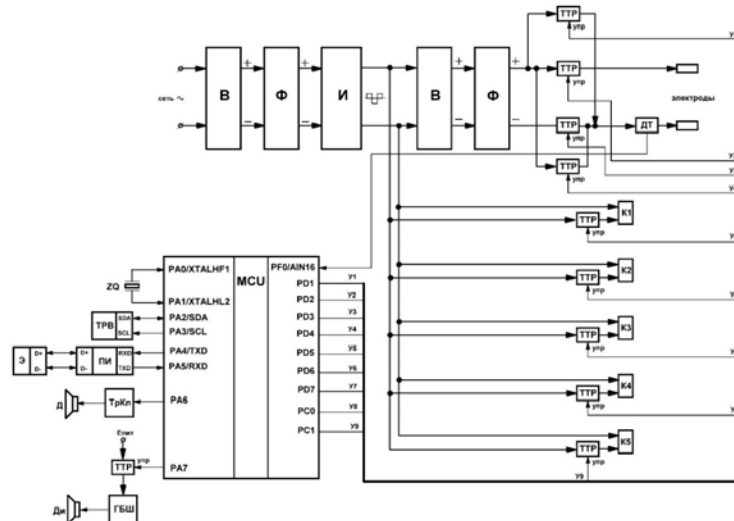 ТТР
упр
У
сеть ~
В
+
–
Ф
+
–
И
В
+
–
Ф
+
–
ТТР
упр
электроды
ТТР
упр
ДТ
ТТР
упр
К1
ТТР
упр
К2
ТТР
упр
К3
ТТР
упр
К4
ТТР
упр
К5
ТТР
упр
У9
MCU
ZQ
PA0/XTALHF1
PF0/AIN16
PA1/XTALHL2
PD1 У1
ТРВ SDA
PA2/SDA
PD2 У2
SCL
PA3/SCL
PD3 У3
Э D+
D+ ПИ RXD
PA4/TXD
PD4 У4
D-
D- TXD
PA5/RXD
PD5 У5
PD6 У6
Д
ТрКл
PA6
PD7 У7
PC0 У8
PC1 У9
Епит
ТТР
упр
PA7
Ди
ГБШ